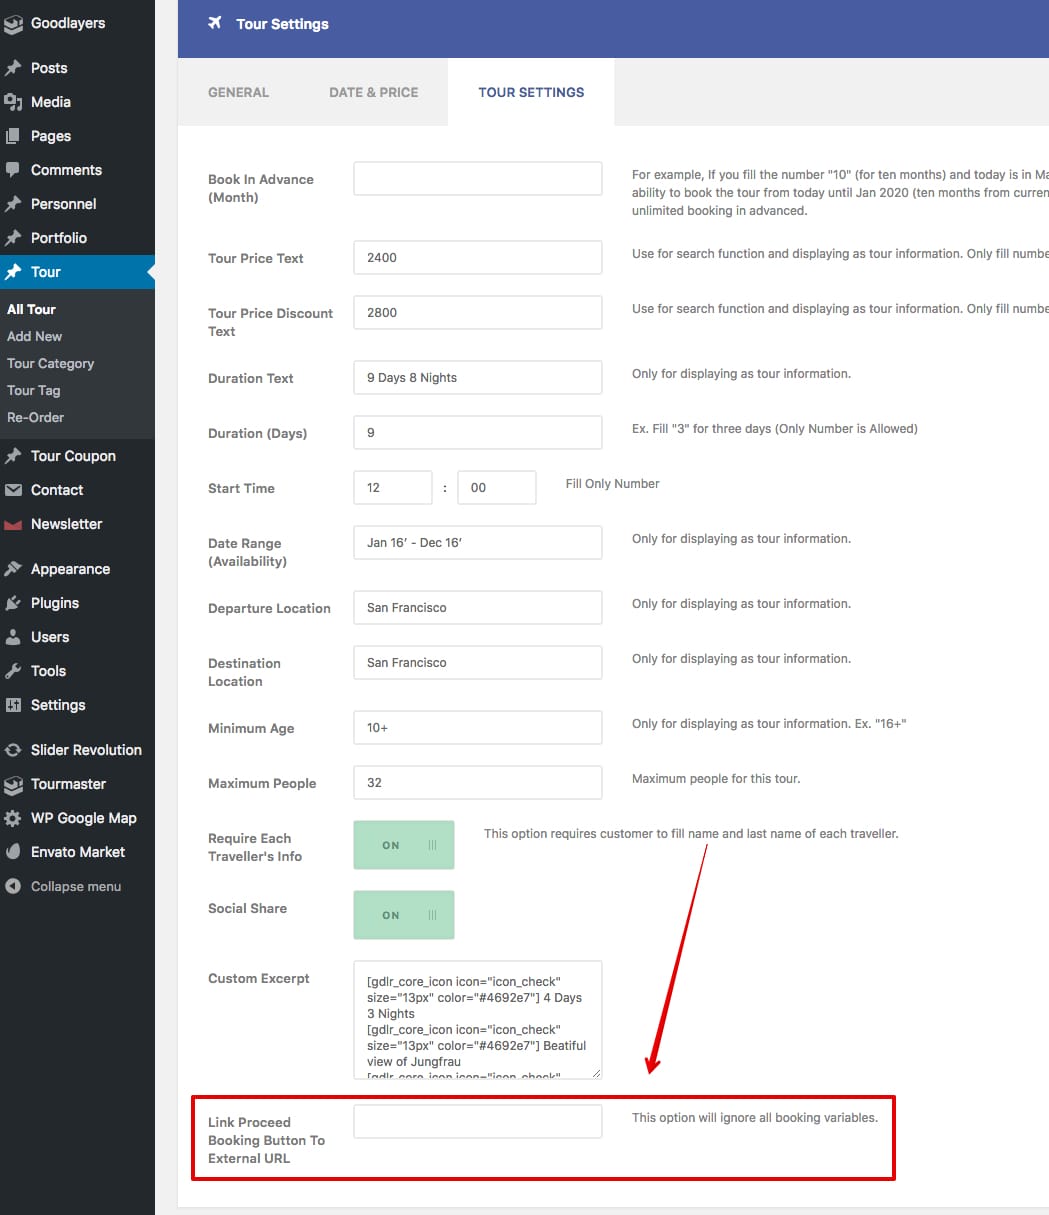 Goodlayers
Posts
Media
Pages
Comments
Personnel
Portfolio
Tour
All Tour
Add New
Tour Category
Tour Tag
Re-Order
Tour Coupon
Contact
Newsletter
Appearance
Plugins
Users
Tools
Settings
Slider Revolution
Tourmaster
WP Google Map
Envato Market
Collapse menu
Tour Settings
GENERAL
DATE & PRICE
TOUR SETTINGS
Book In Advance
(Month)
For example, If you fill the number "10" (for ten months) and today is in Ma
ability to book the tour from today until Jan 2020 (ten months from curren
unlimited booking in advanced.
Tour Price Text
2400
Use for search function and displaying as tour information. Only fill numbe
Tour Price Discount
Text
2800
Use for search function and displaying as tour information. Only fill numbe
Duration Text
9 Days 8 Nights
Only for displaying as tour information.
Duration (Days)
9
Ex. Fill "3" for three days (Only Number is Allowed)
Start Time
12 : 00
Fill Only Number
Date Range
(Availability)
Jan 16’ - Dec 16’
Only for displaying as tour information.
Departure Location
San Francisco
Only for displaying as tour information.
Destination
Location
San Francisco
Only for displaying as tour information.
Minimum Age
10+
Only for displaying as tour information. Ex. "16+"
Maximum People
32
Maximum people for this tour.
Require Each
Traveller's Info
ON
This option requires customer to fill name and last name of each traveller.
Social Share
ON
Custom Excerpt
[gdlr_core_icon icon="icon_check"
size="13px" color="#4692e7"] 4 Days
3 Nights
[gdlr_core_icon icon="icon_check"
size="13px" color="#4692e7"] Beatiful
view of Jungfrau
[gdlr_core_icon icon="icon_check"
Link Proceed
Booking Button To
External URL
This option will ignore all booking variables.